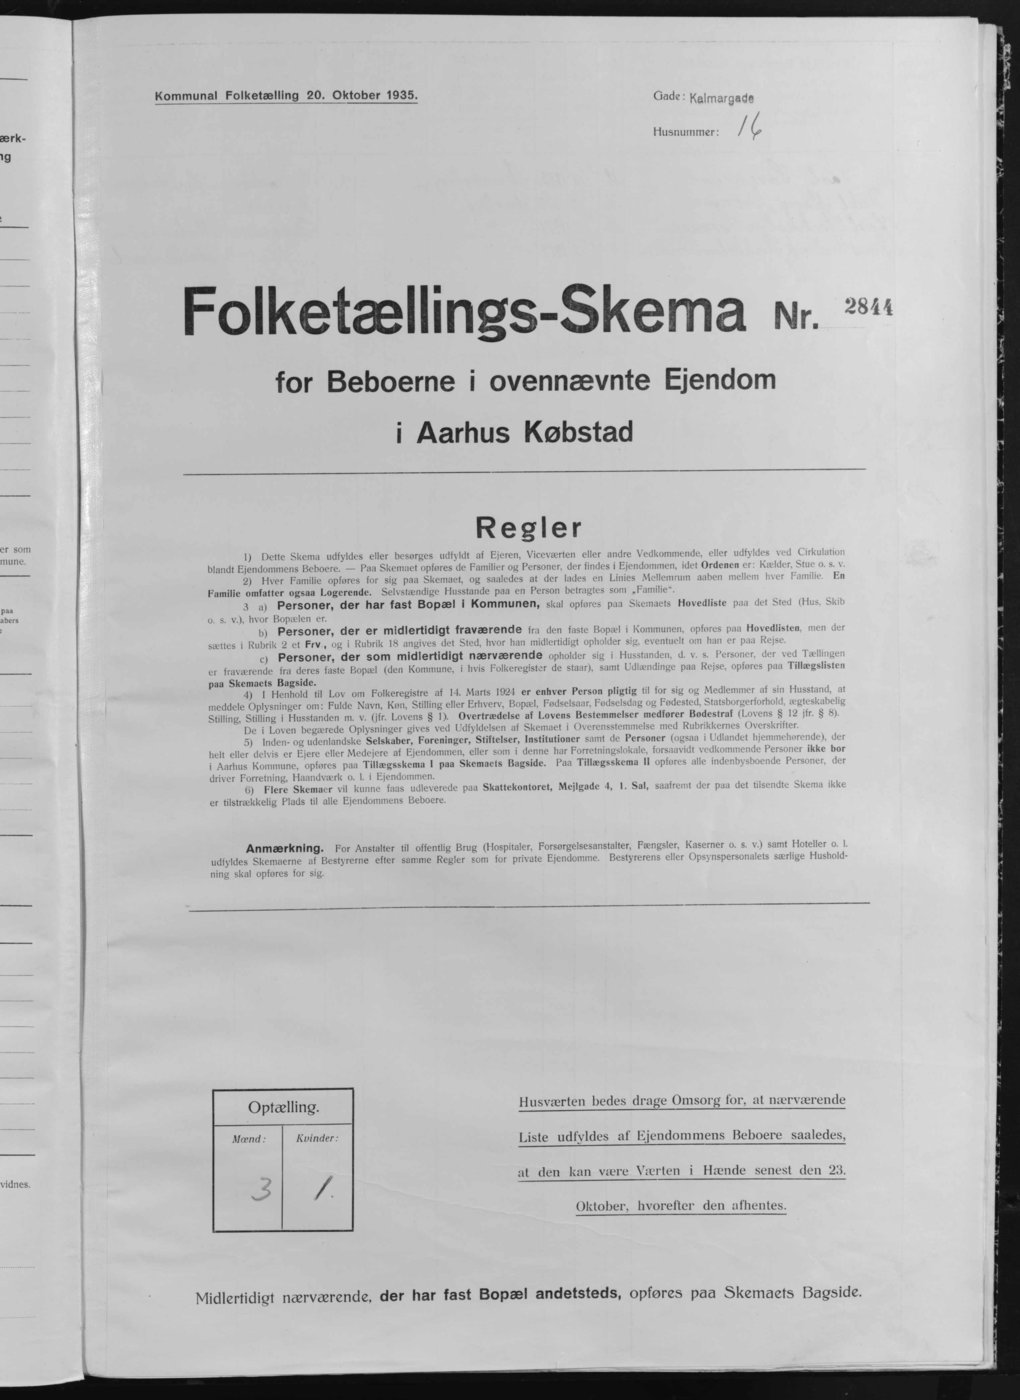 Kommunal Folketælling 20. Oktober 1935.
Gade: Kalmargade
Husnummer: 16
Folketællings-Skema Nr. 2844
for Beboerne i ovennævnte Ejendom
i Aarhus Købstad
Regler
1) Dette Skema udfyldes eller besørges udfyldt af Ejeren, Viceværten eller andre Vedkommende, eller udfyldes ved Cirkulation
blandt Ejendommens Beboere. — Paa Skemaet opføres de Familier og Personer, der findes i Ejendommen, idet Ordenen er: Kælder, Stue o. s. v.
2) Hver Familie opføres for sig paa Skemaet, og saaledes at der lades en Linies Mellemrum aaben mellem hver Familie. En
Familie omfatter ogsaa Logerende. Selvstændige Husstande paa en Person betragtes som „Familie“.
3 a) Personer, der har fast Bopæl i Kommunen, skal opføres paa Skemaets Hovedliste paa det Sted (Hus, Skib
o. s. v.), hvor Bopælen er.
b) Personer, der er midlertidigt fraværende fra den faste Bopæl i Kommunen, opføres paa Hovedlisten, men der
sættes i Rubrik 2 et Frv., og i Rubrik 18 angives det Sted, hvor han midlertidigt opholder sig, eventuelt om han er paa Rejse.
c) Personer, der som midlertidigt nærværende opholder sig i Husstanden, d. v. s. Personer, der ved Tællingen
er fraværende fra deres faste Bopæl (den Kommune, i hvis Folkeregister de staar), samt Udlændinge paa Rejse, opføres paa Tillægslisten
paa Skemaets Bagside.
4) I Henhold til Lov om Folkeregistre af 14. Marts 1924 er enhver Person pligtig til for sig og Medlemmer af sin Husstand, at
meddele Oplysninger om: Fulde Navn, Køn, Stilling eller Erhverv, Bopæl, Fødselsaar, Fødselsdag og Fødested, Statsborgerforhold, ægteskabelig
Stilling, Stilling i Husstanden m. v. (jfr. Lovens § 1). Overtrædelse af Lovens Bestemmelser medfører Bødestraf (Lovens § 12 jfr. § 8).
De i Loven begærede Oplysninger gives ved Udfyldelsen af Skemaet i Overensstemmelse med Rubrikkernes Overskrifter.
5) Inden- og udenlandske Selskaber, Foreninger, Stiftelser, Institutioner samt de Personer (ogsaa i Udlandet hjemmehørende), der
helt eller delvis er Ejere eller Medejere af Ejendommen, eller som i denne har Forretningslokale, forsaavidt vedkommende Personer ikke bor
i Aarhus Kommune, opføres paa Tillægsskema I paa Skemaets Bagside. Paa Tillægsskema II opføres alle indenbysboende Personer, der
driver Forretning, Haandværk o. l. i Ejendommen.
6) Flere Skemaer vil kunne faas udleverede paa Skattekontoret, Mejlgade 4, 1. Sal, saafremt der paa det tilsendte Skema ikke
er tilstrækkelig Plads til alle Ejendommens Beboere.
Anmærkning. For Anstalter til offentlig Brug (Hospitaler, Forsørgelsesanstalter, Fængsler, Kaserner o. s. v.) samt Hoteller o. l.
udfyldes Skemaerne af Bestyrerne efter samme Regler som for private Ejendomme. Bestyrerens eller Opsynspersonalets særlige Hushold-
ning skal opføres for sig.
Optælling.
Mænd: Kvinder:
3 1.
Husværten bedes drage Omsorg for, at nærværende
Liste udfyldes af Ejendommens Beboere saaledes,
at den kan være Værten i Hænde senest den 23.
Oktober, hvorefter den afhentes.
Midlertidigt nærværende, der har fast Bopæl andetsteds, opføres paa Skemaets Bagside.